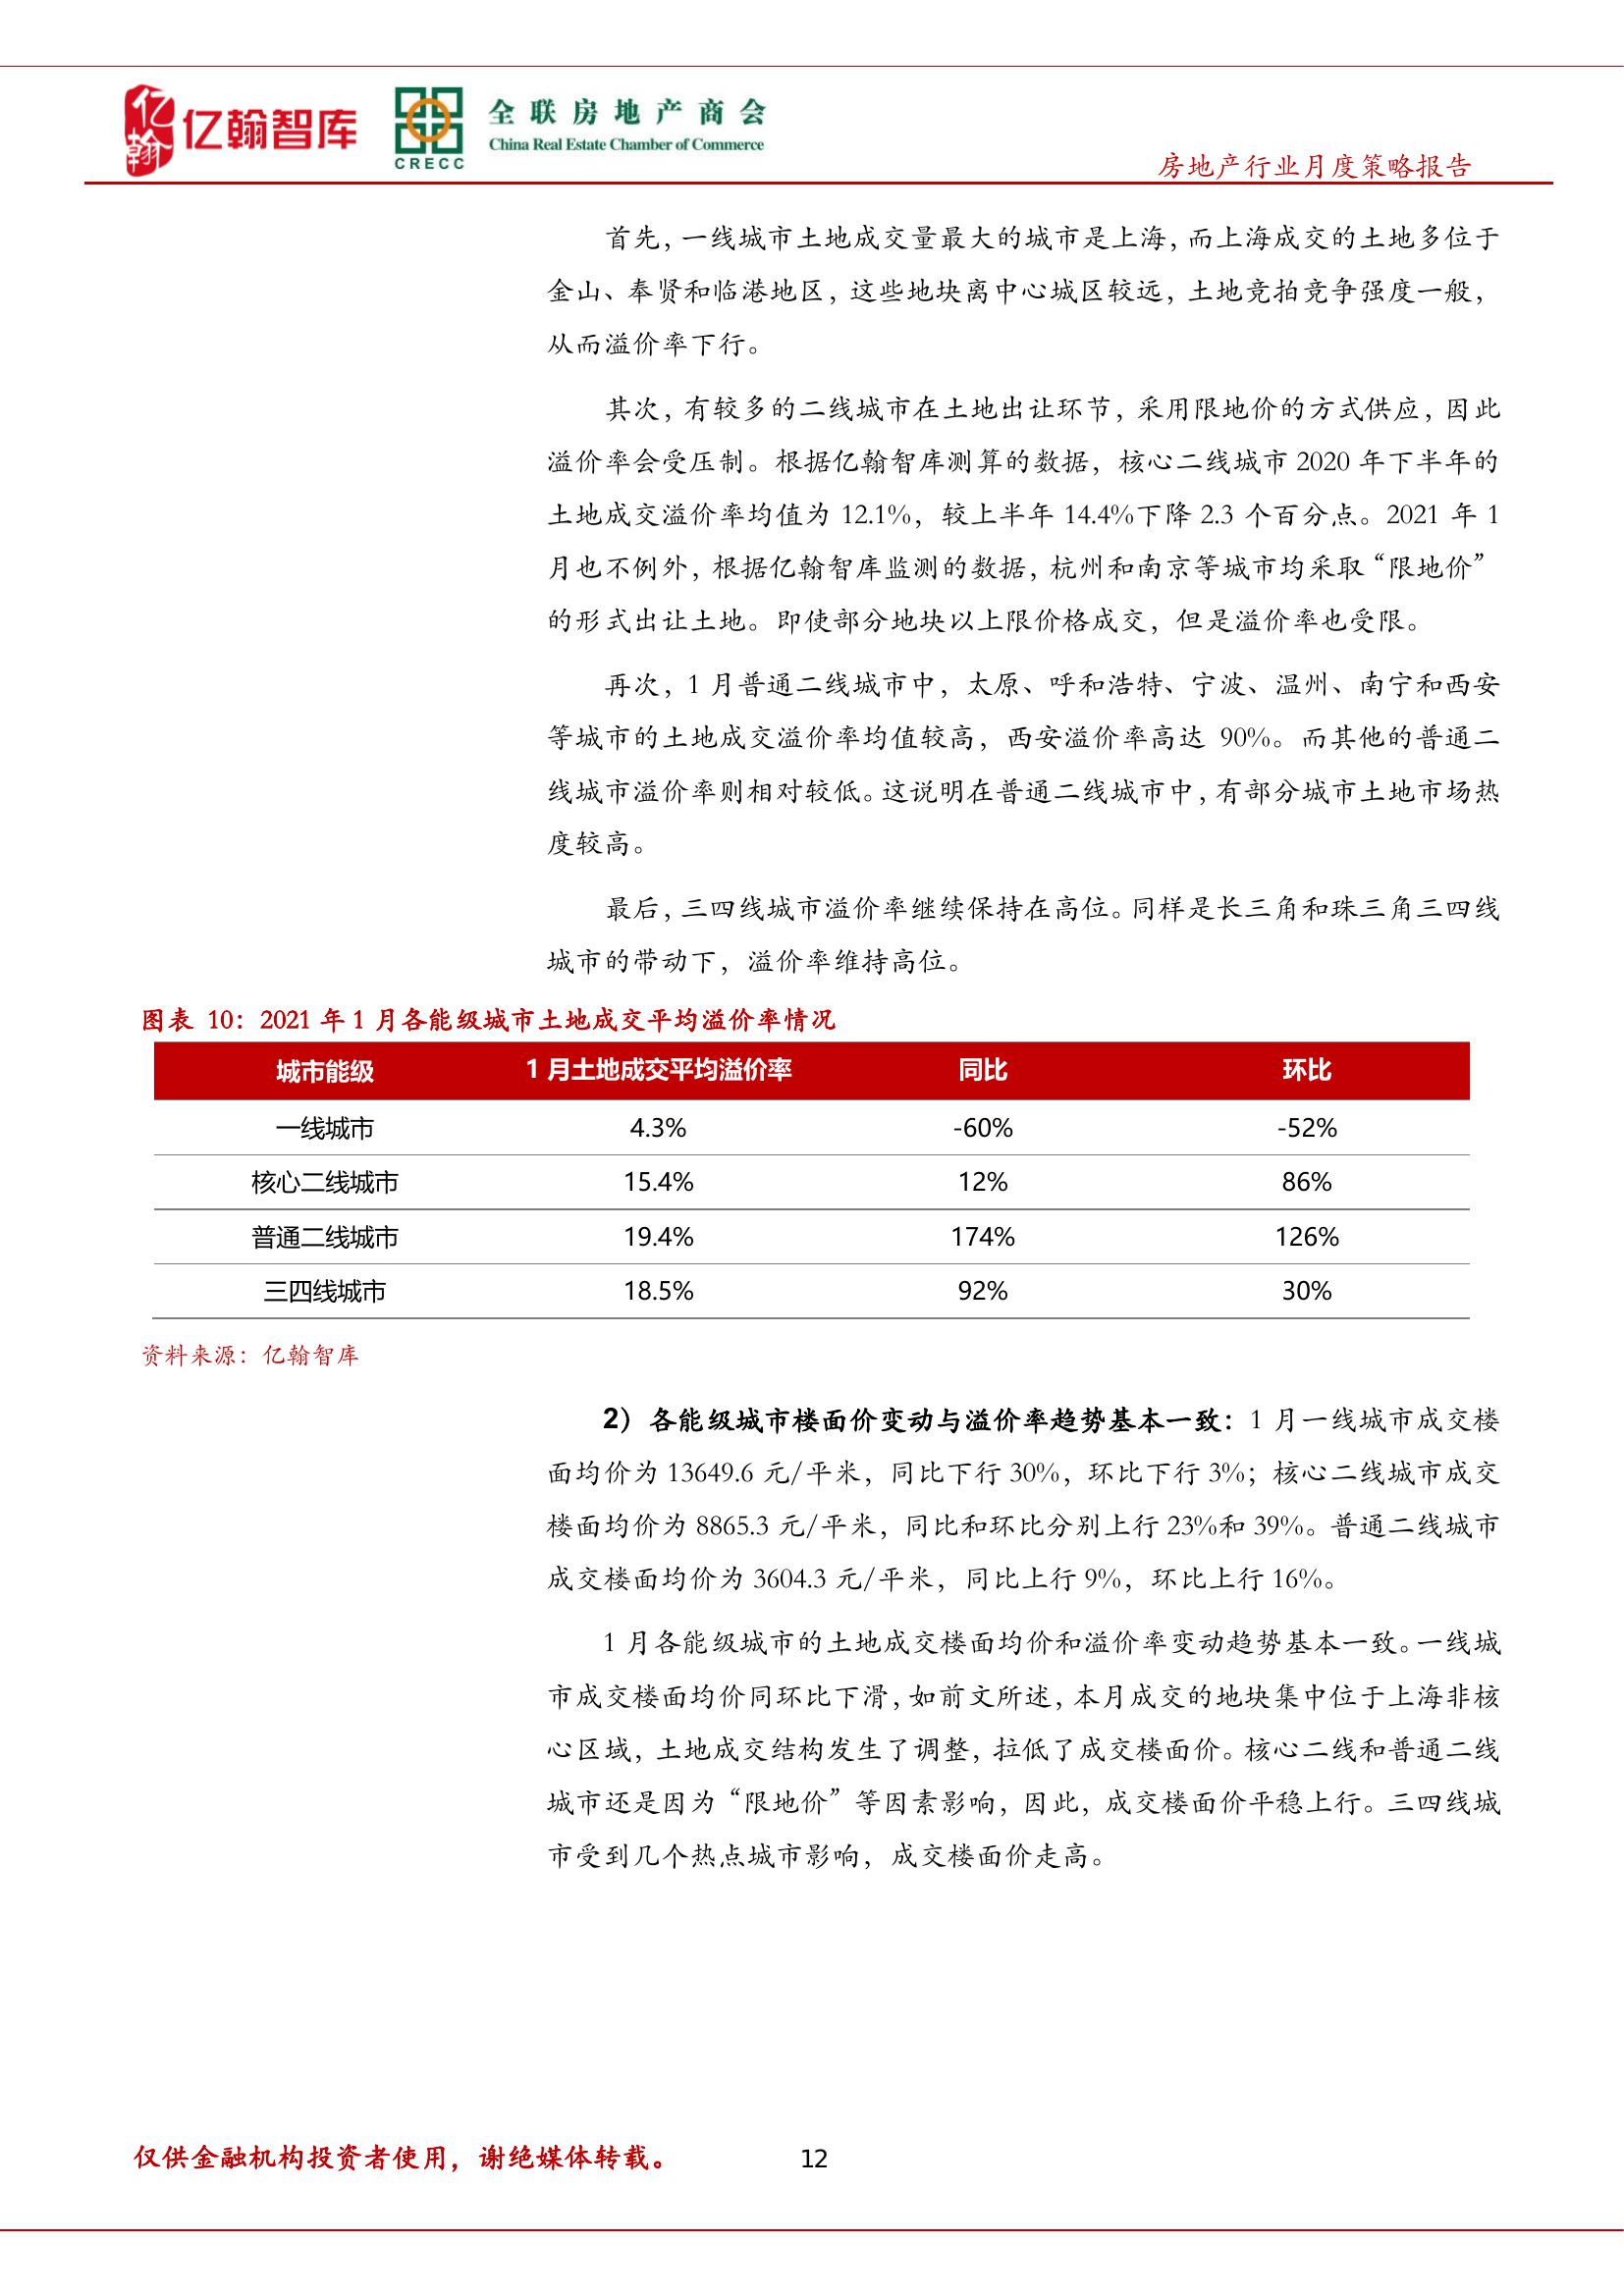 亿翰
亿翰智库
CRECC
全联房地产商会
China Real Estate Chamber of Commerce
房地产行业月度策略报告
首先，一线城市土地成交量最大的城市是上海，而上海成交的土地多位于
金山、奉贤和临港地区，这些地块离中心城区较远，土地竞拍竞争强度一般，
从而溢价率下行。
其次，有较多的二线城市在土地出让环节，采用限地价的方式供应，因此
溢价率会受压制。根据亿翰智库测算的数据，核心二线城市 2020 年下半年的
土地成交溢价率均值为 12.1%，较上半年 14.4%下降 2.3 个百分点。2021 年 1
月也不例外，根据亿翰智库监测的数据，杭州和南京等城市均采取“限地价”
的形式出让土地。即使部分地块以上限价格成交，但是溢价率也受限。
再次，1 月普通二线城市中，太原、呼和浩特、宁波、温州、南宁和西安
等城市的土地成交溢价率均值较高，西安溢价率高达 90%。而其他的普通二
线城市溢价率则相对较低。这说明在普通二线城市中，有部分城市土地市场热
度较高。
最后，三四线城市溢价率继续保持在高位。同样是长三角和珠三角三四线
城市的带动下，溢价率维持高位。
图表 10：2021 年 1 月各能级城市土地成交平均溢价率情况
城市能级 1 月土地成交平均溢价率 同比 环比
一线城市 4.3% -60% -52%
核心二线城市 15.4% 12% 86%
普通二线城市 19.4% 174% 126%
三四线城市 18.5% 92% 30%
资料来源：亿翰智库
2）各能级城市楼面价变动与溢价率趋势基本一致：1 月一线城市成交楼
面均价为 13649.6 元/平米，同比下行 30%，环比下行 3%；核心二线城市成交
楼面均价为 8865.3 元/平米，同比和环比分别上行 23%和 39%。普通二线城市
成交楼面均价为 3604.3 元/平米，同比上行 9%，环比上行 16%。
1 月各能级城市的土地成交楼面均价和溢价率变动趋势基本一致。一线城
市成交楼面均价同环比下滑，如前文所述，本月成交的地块集中位于上海非核
心区域，土地成交结构发生了调整，拉低了成交楼面价。核心二线和普通二线
城市还是因为“限地价”等因素影响，因此，成交楼面价平稳上行。三四线城
市受到几个热点城市影响，成交楼面价走高。
仅供金融机构投资者使用，谢绝媒体转载。
12